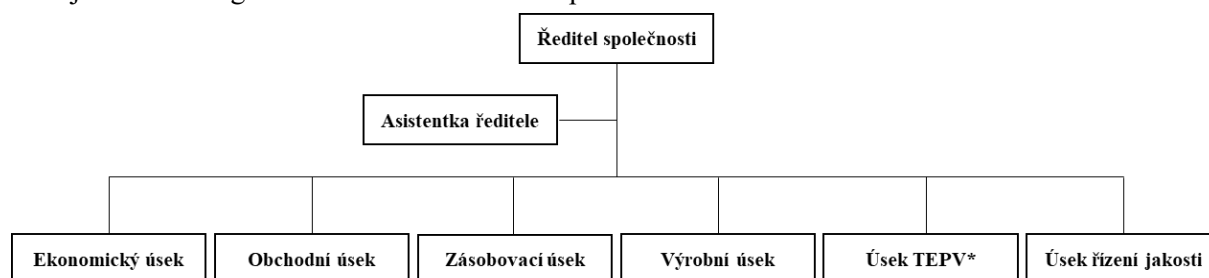 Ředitel společnosti
Asistentka ředitele
Ekonomický úsek
Obchodní úsek
Zásobovací úsek
Výrobní úsek
Úsek TEPV*
Úsek řízení jakosti